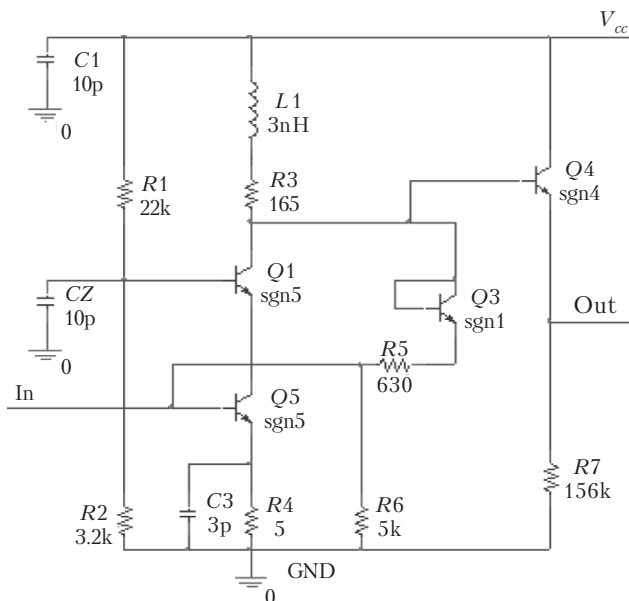 Vcc
C1
10p
0
L1
3nH
R1
22k
R3
165
Q4
sgn4
CZ
10p
0
Q1
sgn5
Q3
sgn1
Out
R5
630
In
Q5
sgn5
R2
3.2k
C3
3p
R4
5
R6
5k
R7
156k
GND
0